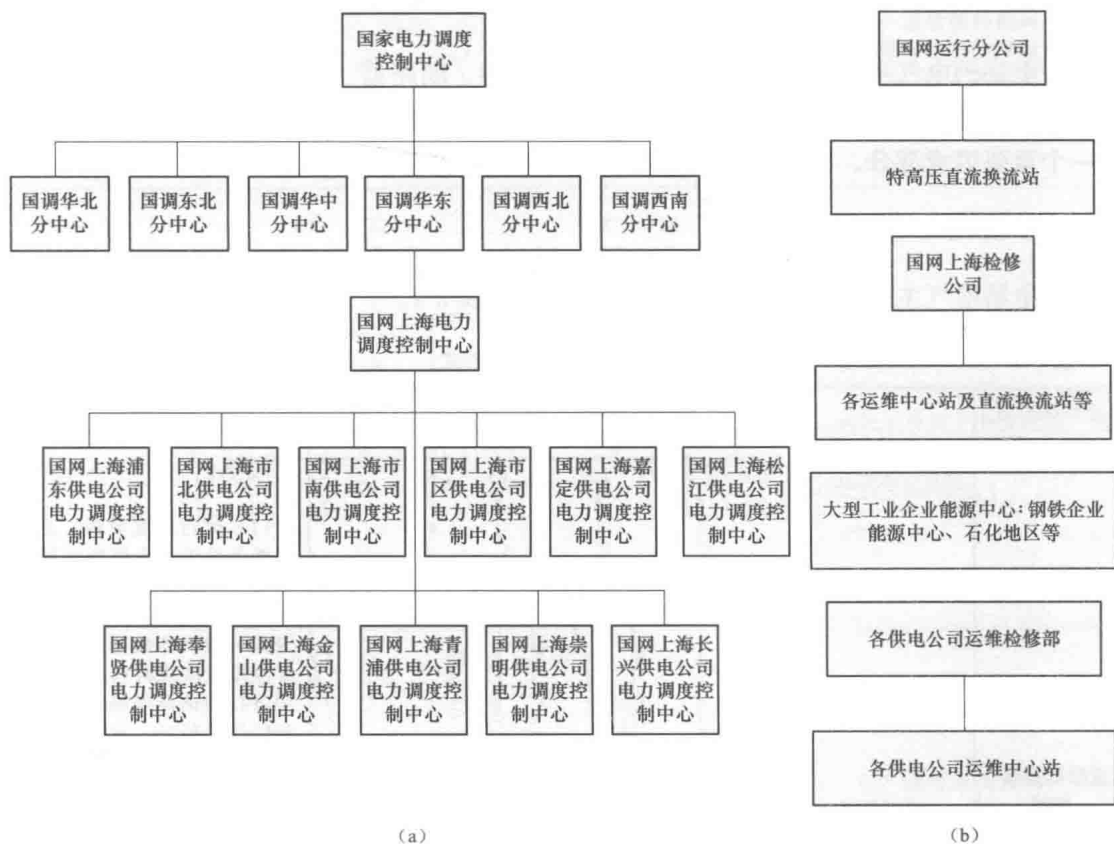 国家电力调度
控制中心
国调华北
分中心
国调东北
分中心
国调华中
分中心
国调华东
分中心
国调西北
分中心
国调西南
分中心
国网上海电力
调度控制中心
国网上海浦
东供电公司
电力调度控
制中心
国网上海市
北供电公司
电力调度控
制中心
国网上海市
南供电公司
电力调度控
制中心
国网上海市
区供电公司
电力调度控
制中心
国网上海嘉
定供电公司
电力调度控
制中心
国网上海松
江供电公司
电力调度控
制中心
国网上海奉
贤供电公司
电力调度控
制中心
国网上海金
山供电公司
电力调度控
制中心
国网上海青
浦供电公司
电力调度控
制中心
国网上海崇
明供电公司
电力调度控
制中心
国网上海长
兴供电公司
电力调度控
制中心
(a)
国网运行分公司
特高压直流换流站
国网上海检修
公司
各运维中心站及直流换流站等
大型工业企业能源中心:钢铁企业
能源中心、石化地区等
各供电公司运维检修部
各供电公司运维中心站
(b)